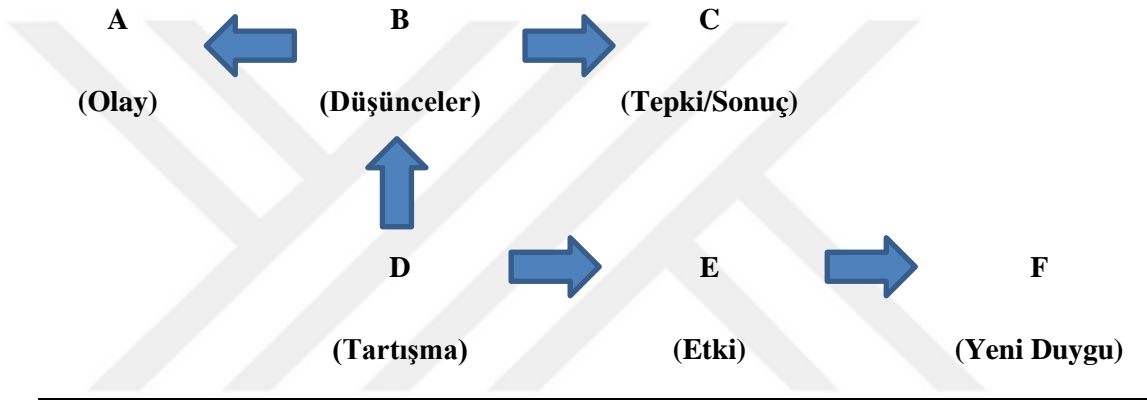 A B C
(Olay) (Düşünceler) (Tepki/Sonuç)
D E F
(Tartışma) (Etki) (Yeni Duygu)